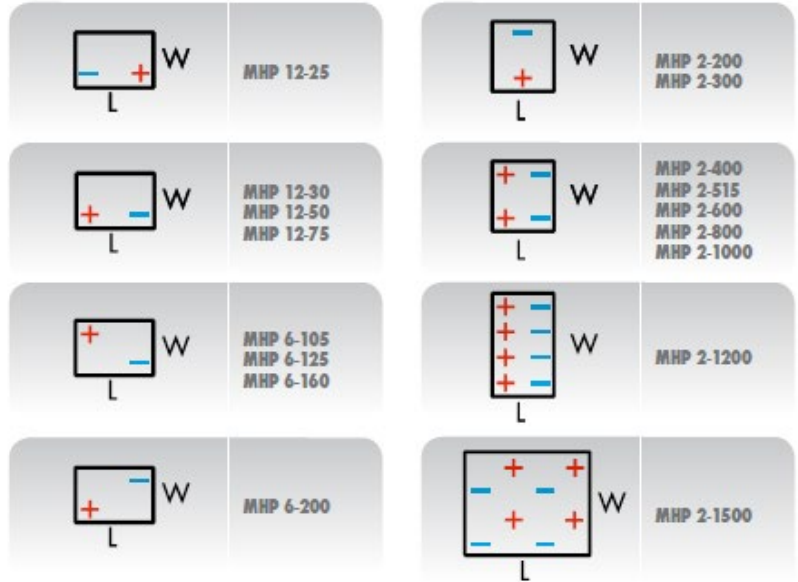 W
L
MHP 12-25
W
L
MHP 12-30
MHP 12-50
MHP 12-75
W
L
MHP 6-105
MHP 6-125
MHP 6-160
W
L
MHP 6-200
W
L
MHP 2-200
MHP 2-300
W
L
MHP 2-400
MHP 2-515
MHP 2-600
MHP 2-800
MHP 2-1000
W
L
MHP 2-1200
W
L
MHP 2-1500